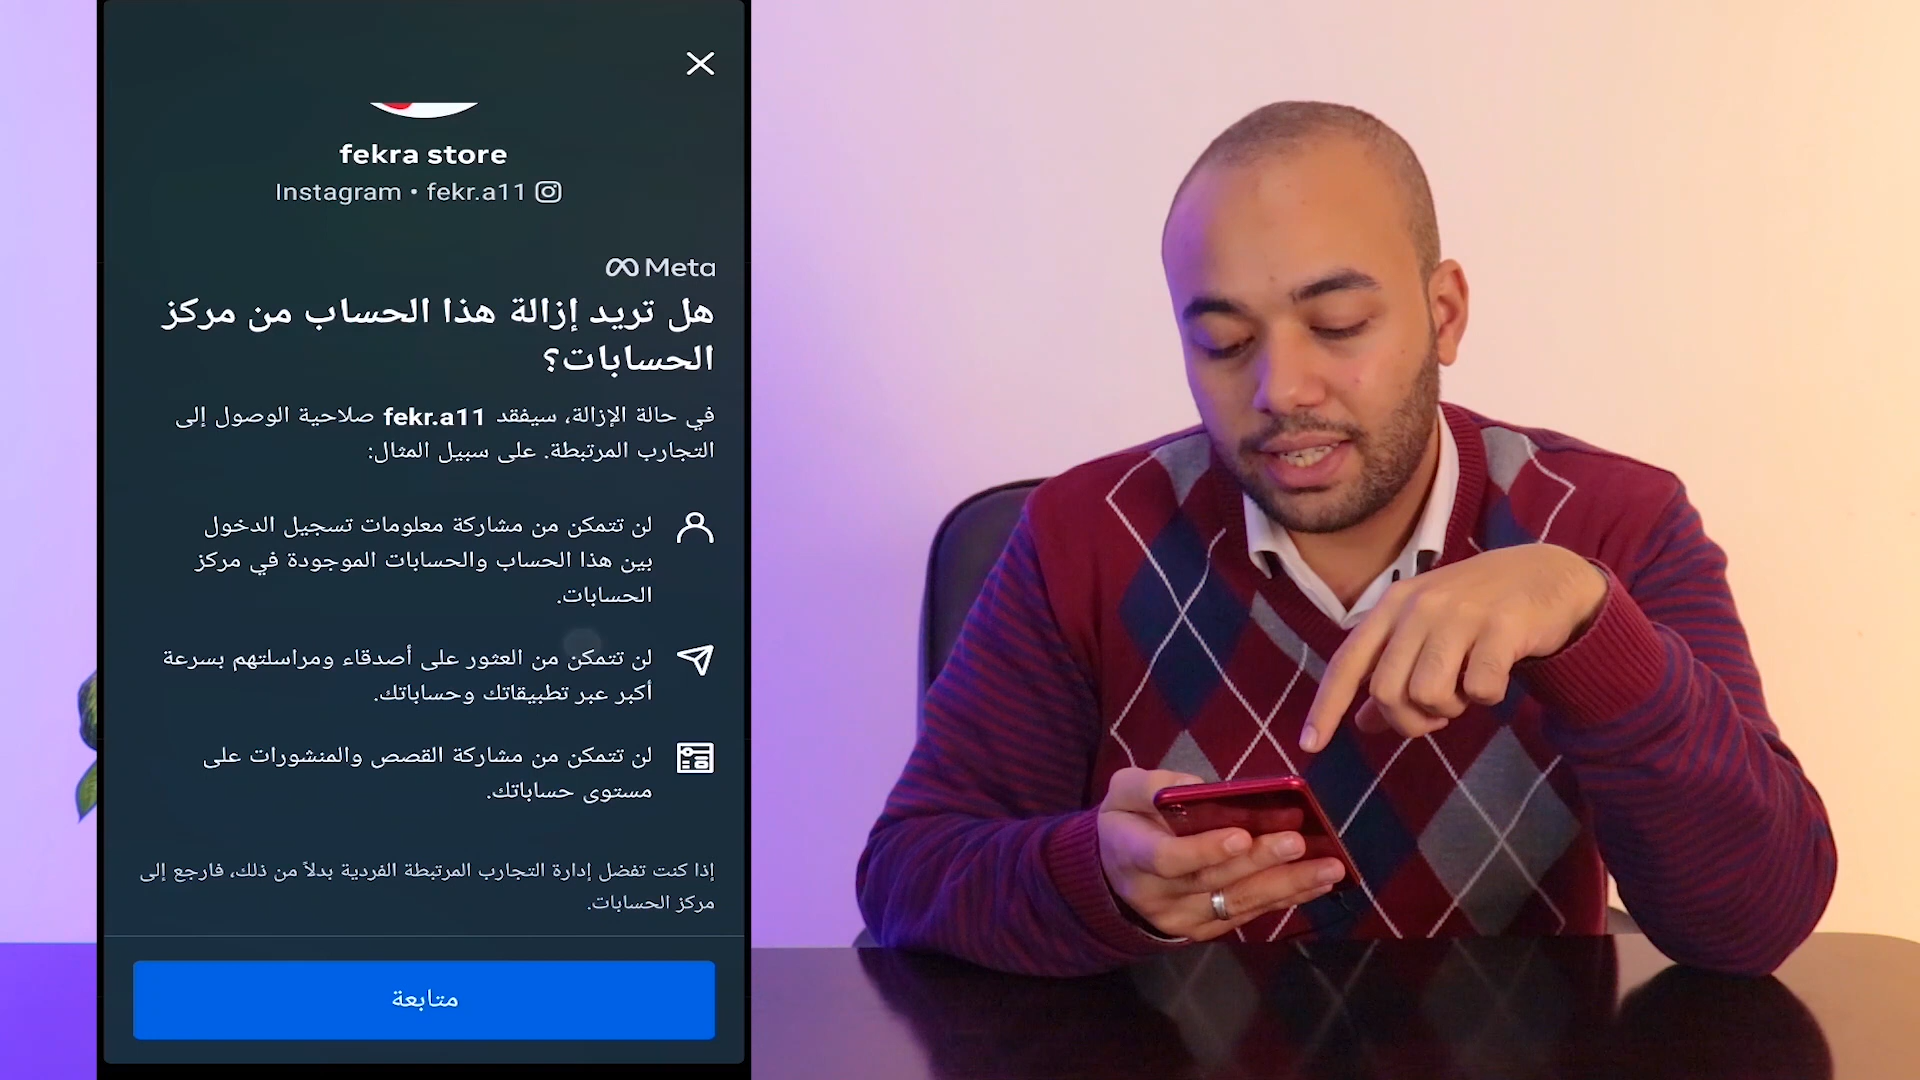 fekra store
Instagram • fekr.a11
Meta
هل تريد إزالة هذا الحساب من مركز
الحسابات؟
في حالة الإزالة، سيفقد fekr.a11 صلاحية الوصول إلى
التجارب المرتبطة. على سبيل المثال:
لن تتمكن من مشاركة معلومات تسجيل الدخول
بين هذا الحساب والحسابات الموجودة في مركز
الحسابات.
لن تتمكن من العثور على أصدقاء ومراسلتهم بسرعة
أكبر عبر تطبيقاتك وحساباتك.
لن تتمكن من مشاركة القصص والمنشورات على
مستوى حساباتك.
إذا كنت تفضل إدارة التجارب المرتبطة الفردية بدلاً من ذلك، فارجع إلى
مركز الحسابات.
متابعة